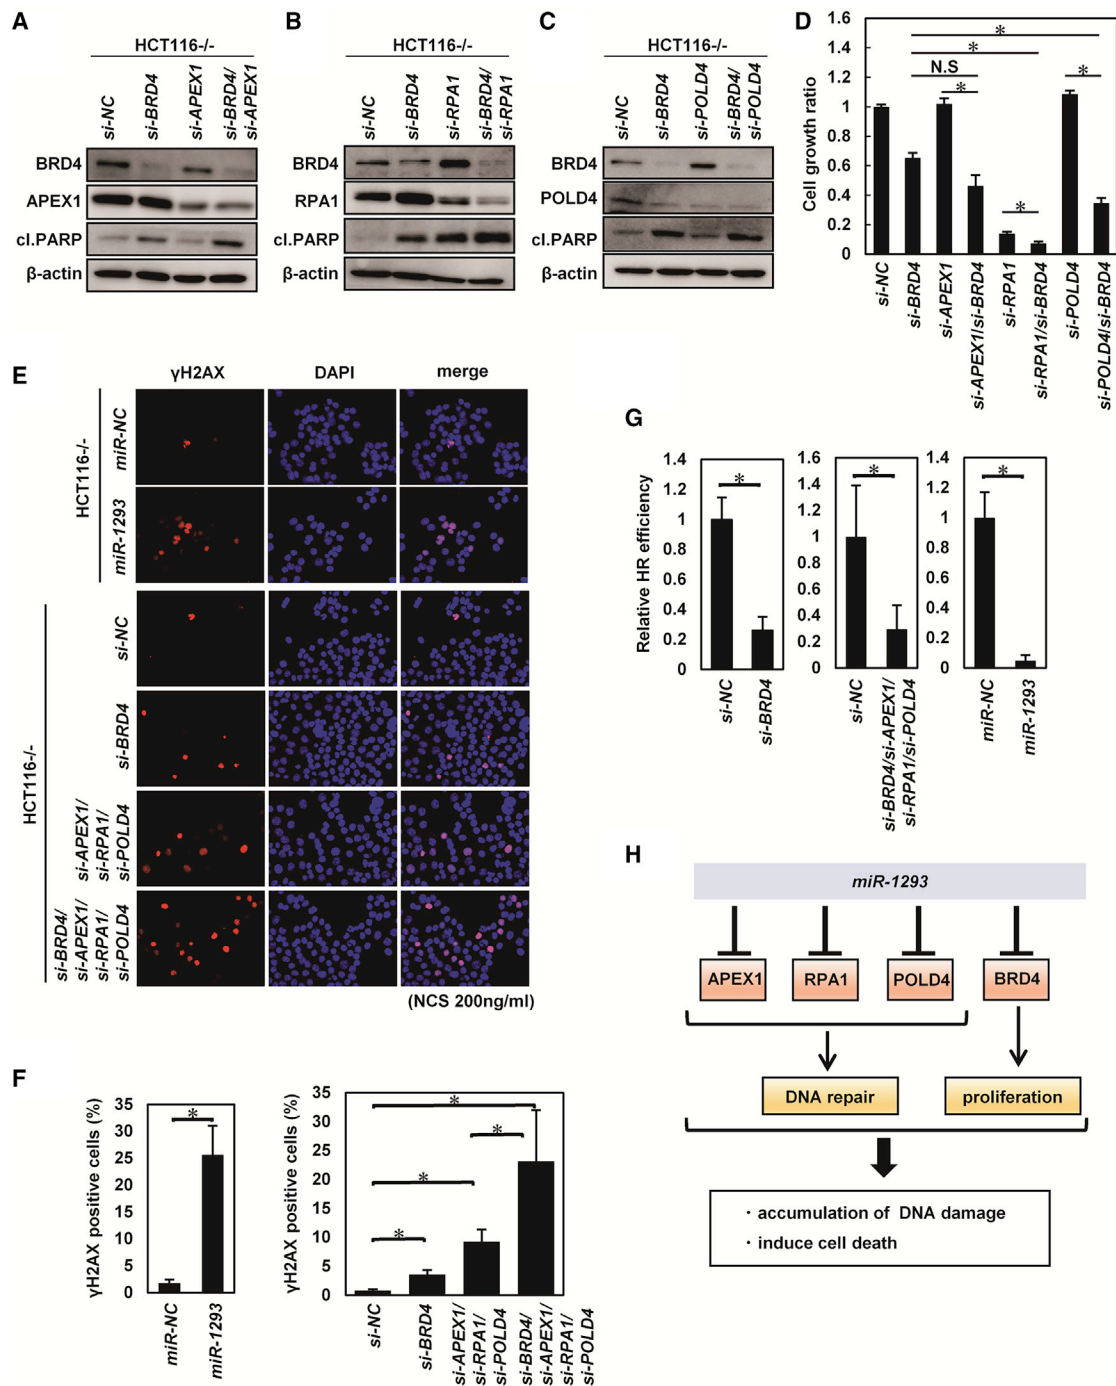 A
HCT116-/-
si-NC
si-BRD4
si-APEX1
si-BRD4/
si-APEX1
BRD4
APEX1
cl.PARP
β-actin
B
HCT116-/-
si-NC
si-BRD4
si-RPA1
si-BRD4/
si-RPA1
BRD4
RPA1
cl.PARP
β-actin
C
HCT116-/-
si-NC
si-BRD4
si-POLD4
si-BRD4/
si-POLD4
BRD4
POLD4
cl.PARP
β-actin
D
Cell growth ratio
1.6
1.4
1.2
1
0.8
0.6
0.4
0.2
0
*
*
N.S
*
*
*
si-NC
si-BRD4
si-APEX1
si-APEX1/si-BRD4
si-RPA1
si-RPA1/si-BRD4
si-POLD4
si-POLD4/si-BRD4
E
γH2AX
DAPI
merge
HCT116-/-
miR-NC
miR-1293
HCT116-/-
si-NC
si-BRD4
si-APEX1/
si-RPA1/
si-POLD4
si-BRD4/
si-APEX1/
si-RPA1/
si-POLD4
(NCS 200ng/ml)
F
γH2AX positive cells (%)
35
30
25
20
15
10
5
0
*
miR-NC
miR-1293
γH2AX positive cells (%)
35
30
25
20
15
10
5
0
*
*
*
*
si-NC
si-BRD4
si-APEX1/
si-RPA1/
si-POLD4
si-BRD4/
si-APEX1/
si-RPA1/
si-POLD4
G
Relative HR efficiency
1.4
1.2
1
0.8
0.6
0.4
0.2
0
*
si-NC
si-BRD4
1.6
1.4
1.2
1
0.8
0.6
0.4
0.2
0
*
si-NC
si-BRD4/si-APEX1/
si-RPA1/si-POLD4
1.4
1.2
1
0.8
0.6
0.4
0.2
0
*
miR-NC
miR-1293
H
miR-1293
APEX1
RPA1
POLD4
BRD4
DNA repair
proliferation
・accumulation of DNA damage
・induce cell death